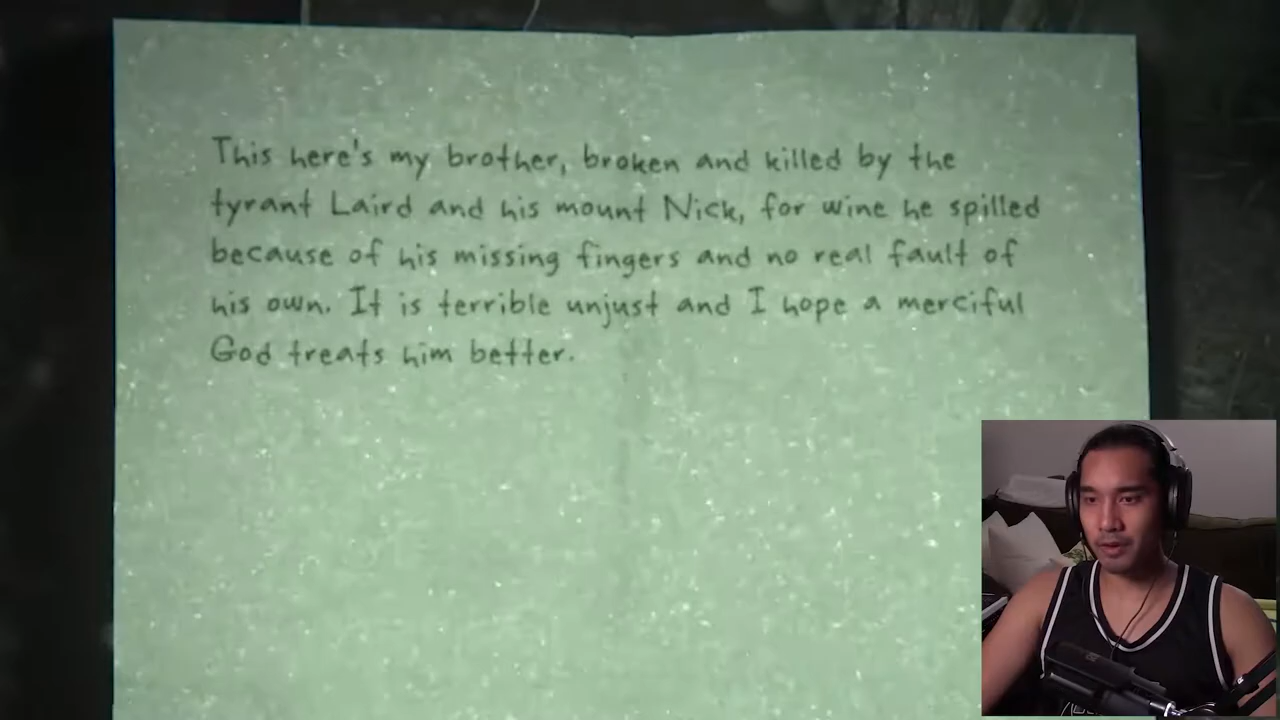 This here's my brother, broken and killed by the
tyrant Laird and his mount Nick, for wine he spilled
because of his missing fingers and no real fault of
his own. It is terrible unjust and I hope a merciful
God treats him better.